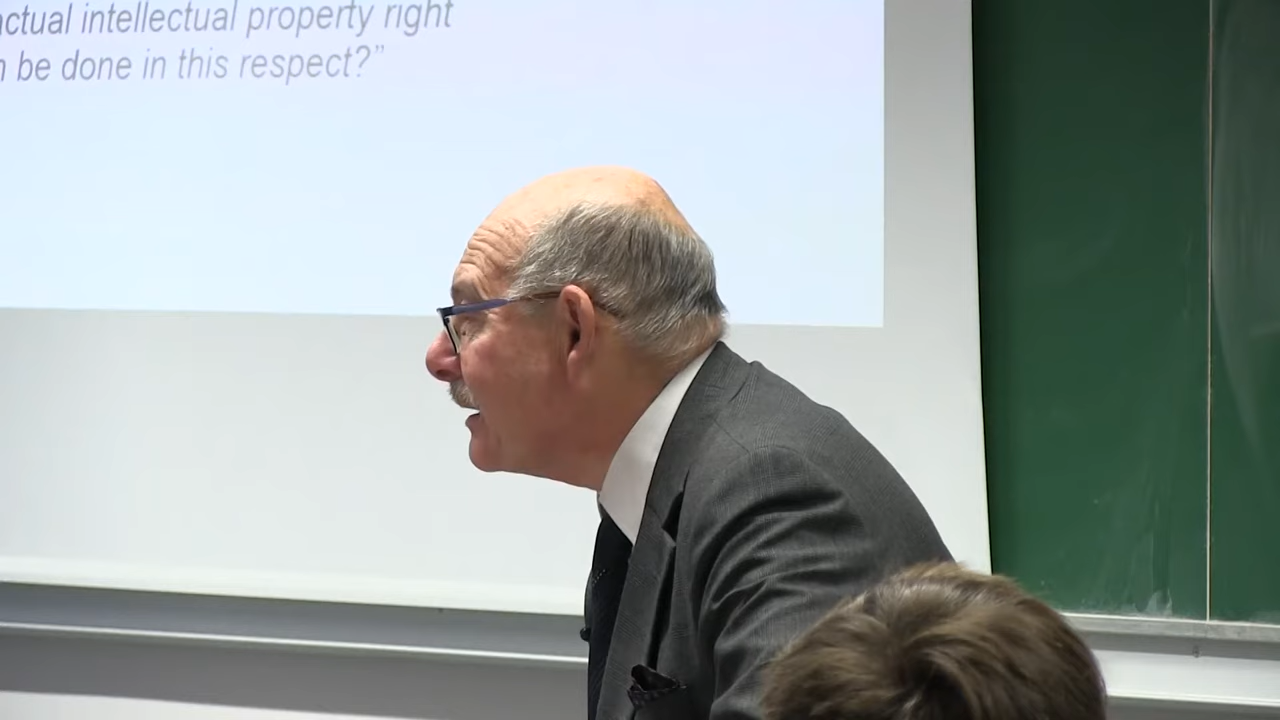 actual intellectual property right
be done in this respect?”